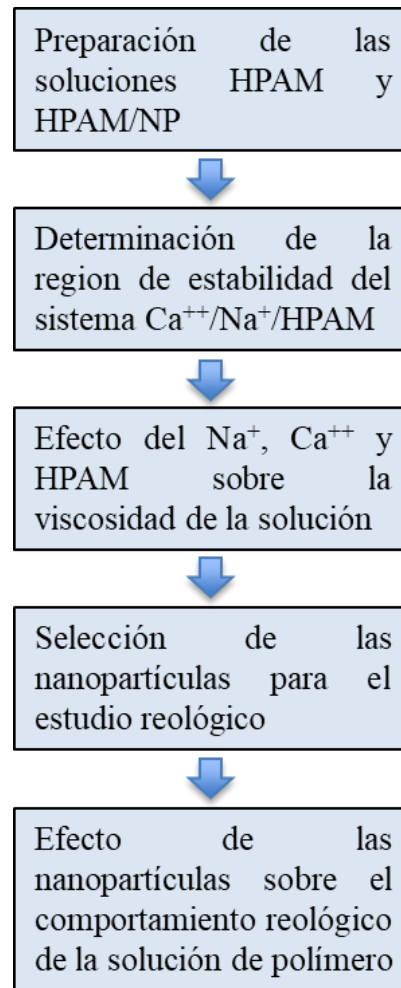 Preparación de las
soluciones HPAM y
HPAM/NP
Determinación de la
region de estabilidad del
sistema Ca⁺⁺/Na⁺/HPAM
Efecto del Na⁺, Ca⁺⁺ y
HPAM sobre la
viscosidad de la solución
Selección de las
nanopartículas para el
estudio reológico
Efecto de las
nanopartículas sobre el
comportamiento reológico
de la solución de polímero